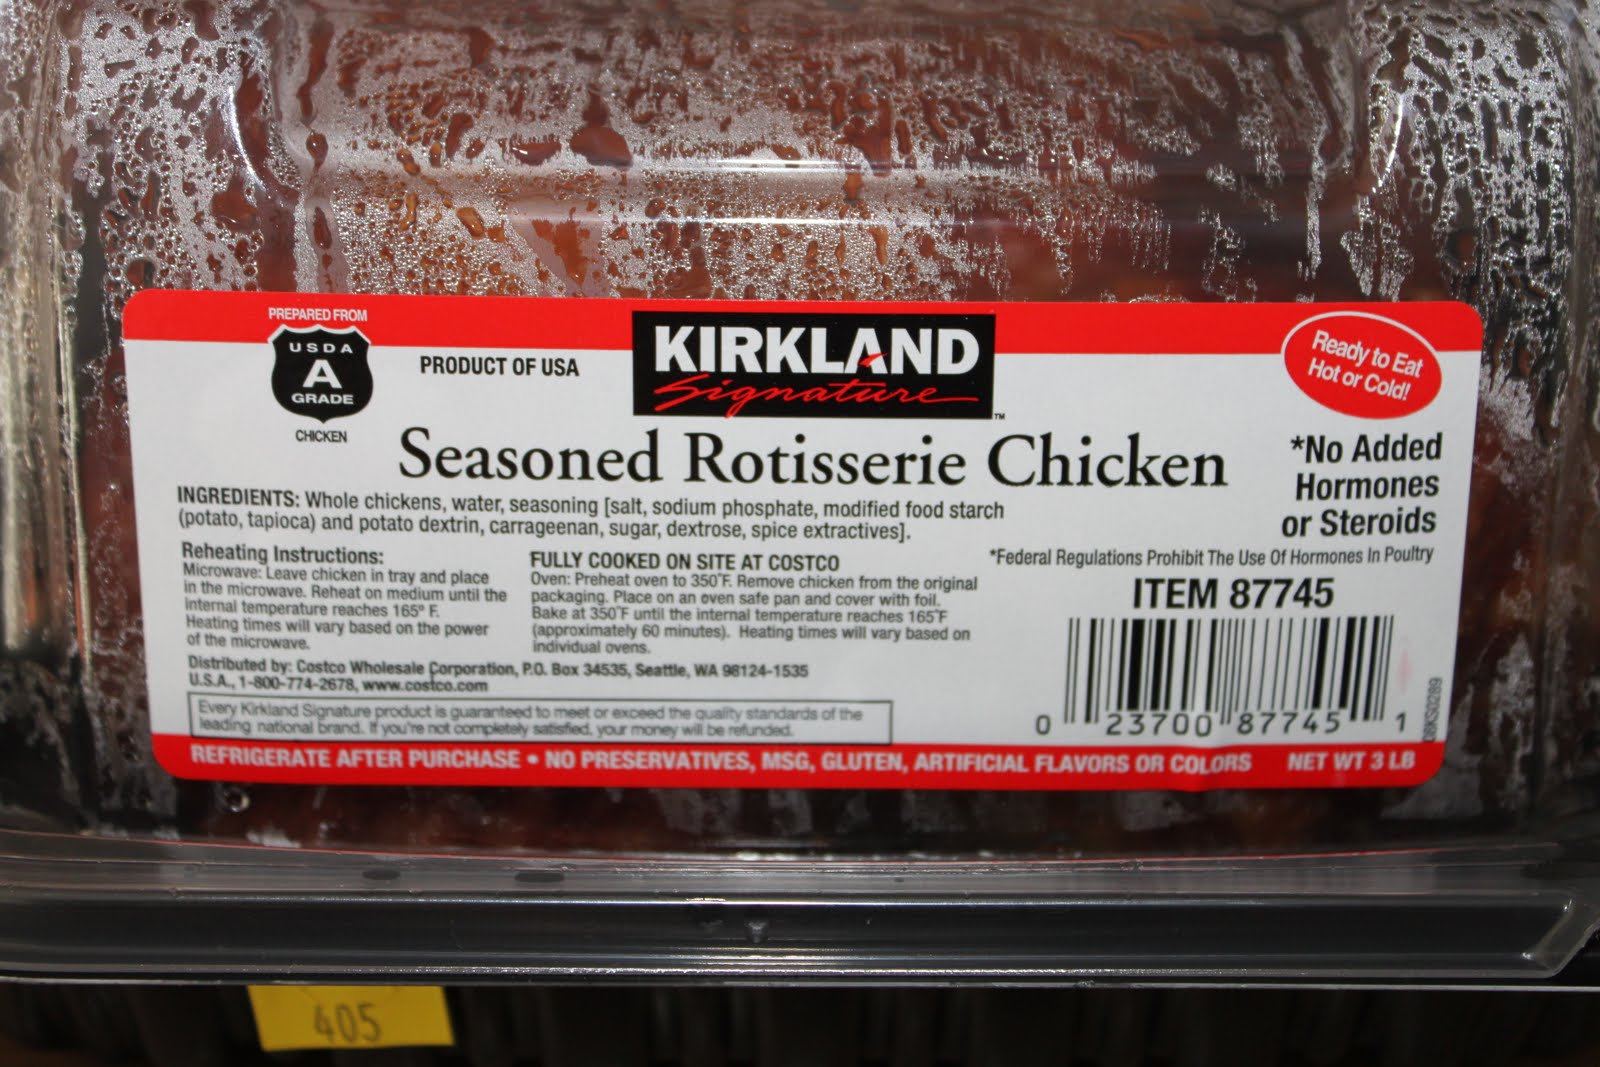 PREPARED FROM
USDA
A
GRADE
CHICKEN
PRODUCT OF USA
KIRKLAND
Signature
™
Ready to Eat
Hot or Cold!
Seasoned Rotisserie Chicken
*No Added
Hormones
or Steroids
INGREDIENTS: Whole chickens, water, seasoning [salt, sodium phosphate, modified food starch
(potato, tapioca) and potato dextrin, carrageenan, sugar, dextrose, spice extractives].
*Federal Regulations Prohibit The Use Of Hormones In Poultry
Reheating Instructions:
Microwave: Leave chicken in tray and place
in the microwave. Reheat on medium until the
internal temperature reaches 165° F.
Heating times will vary based on the power
of the microwave.
FULLY COOKED ON SITE AT COSTCO
Oven: Preheat oven to 350°F. Remove chicken from the original
packaging. Place on an oven safe pan and cover with foil.
Bake at 350°F until the internal temperature reaches 165°F
(approximately 60 minutes). Heating times will vary based on
individual ovens.
ITEM 87745
0 23700 87745 1
Distributed by: Costco Wholesale Corporation, P.O. Box 34535, Seattle, WA 98124-1535
U.S.A., 1-800-774-2678, www.costco.com
Every Kirkland Signature product is guaranteed to meet or exceed the quality standards of the
leading national brand. If you're not completely satisfied, your money will be refunded.
REFRIGERATE AFTER PURCHASE • NO PRESERVATIVES, MSG, GLUTEN, ARTIFICIAL FLAVORS OR COLORS
NET WT 3 LB
405